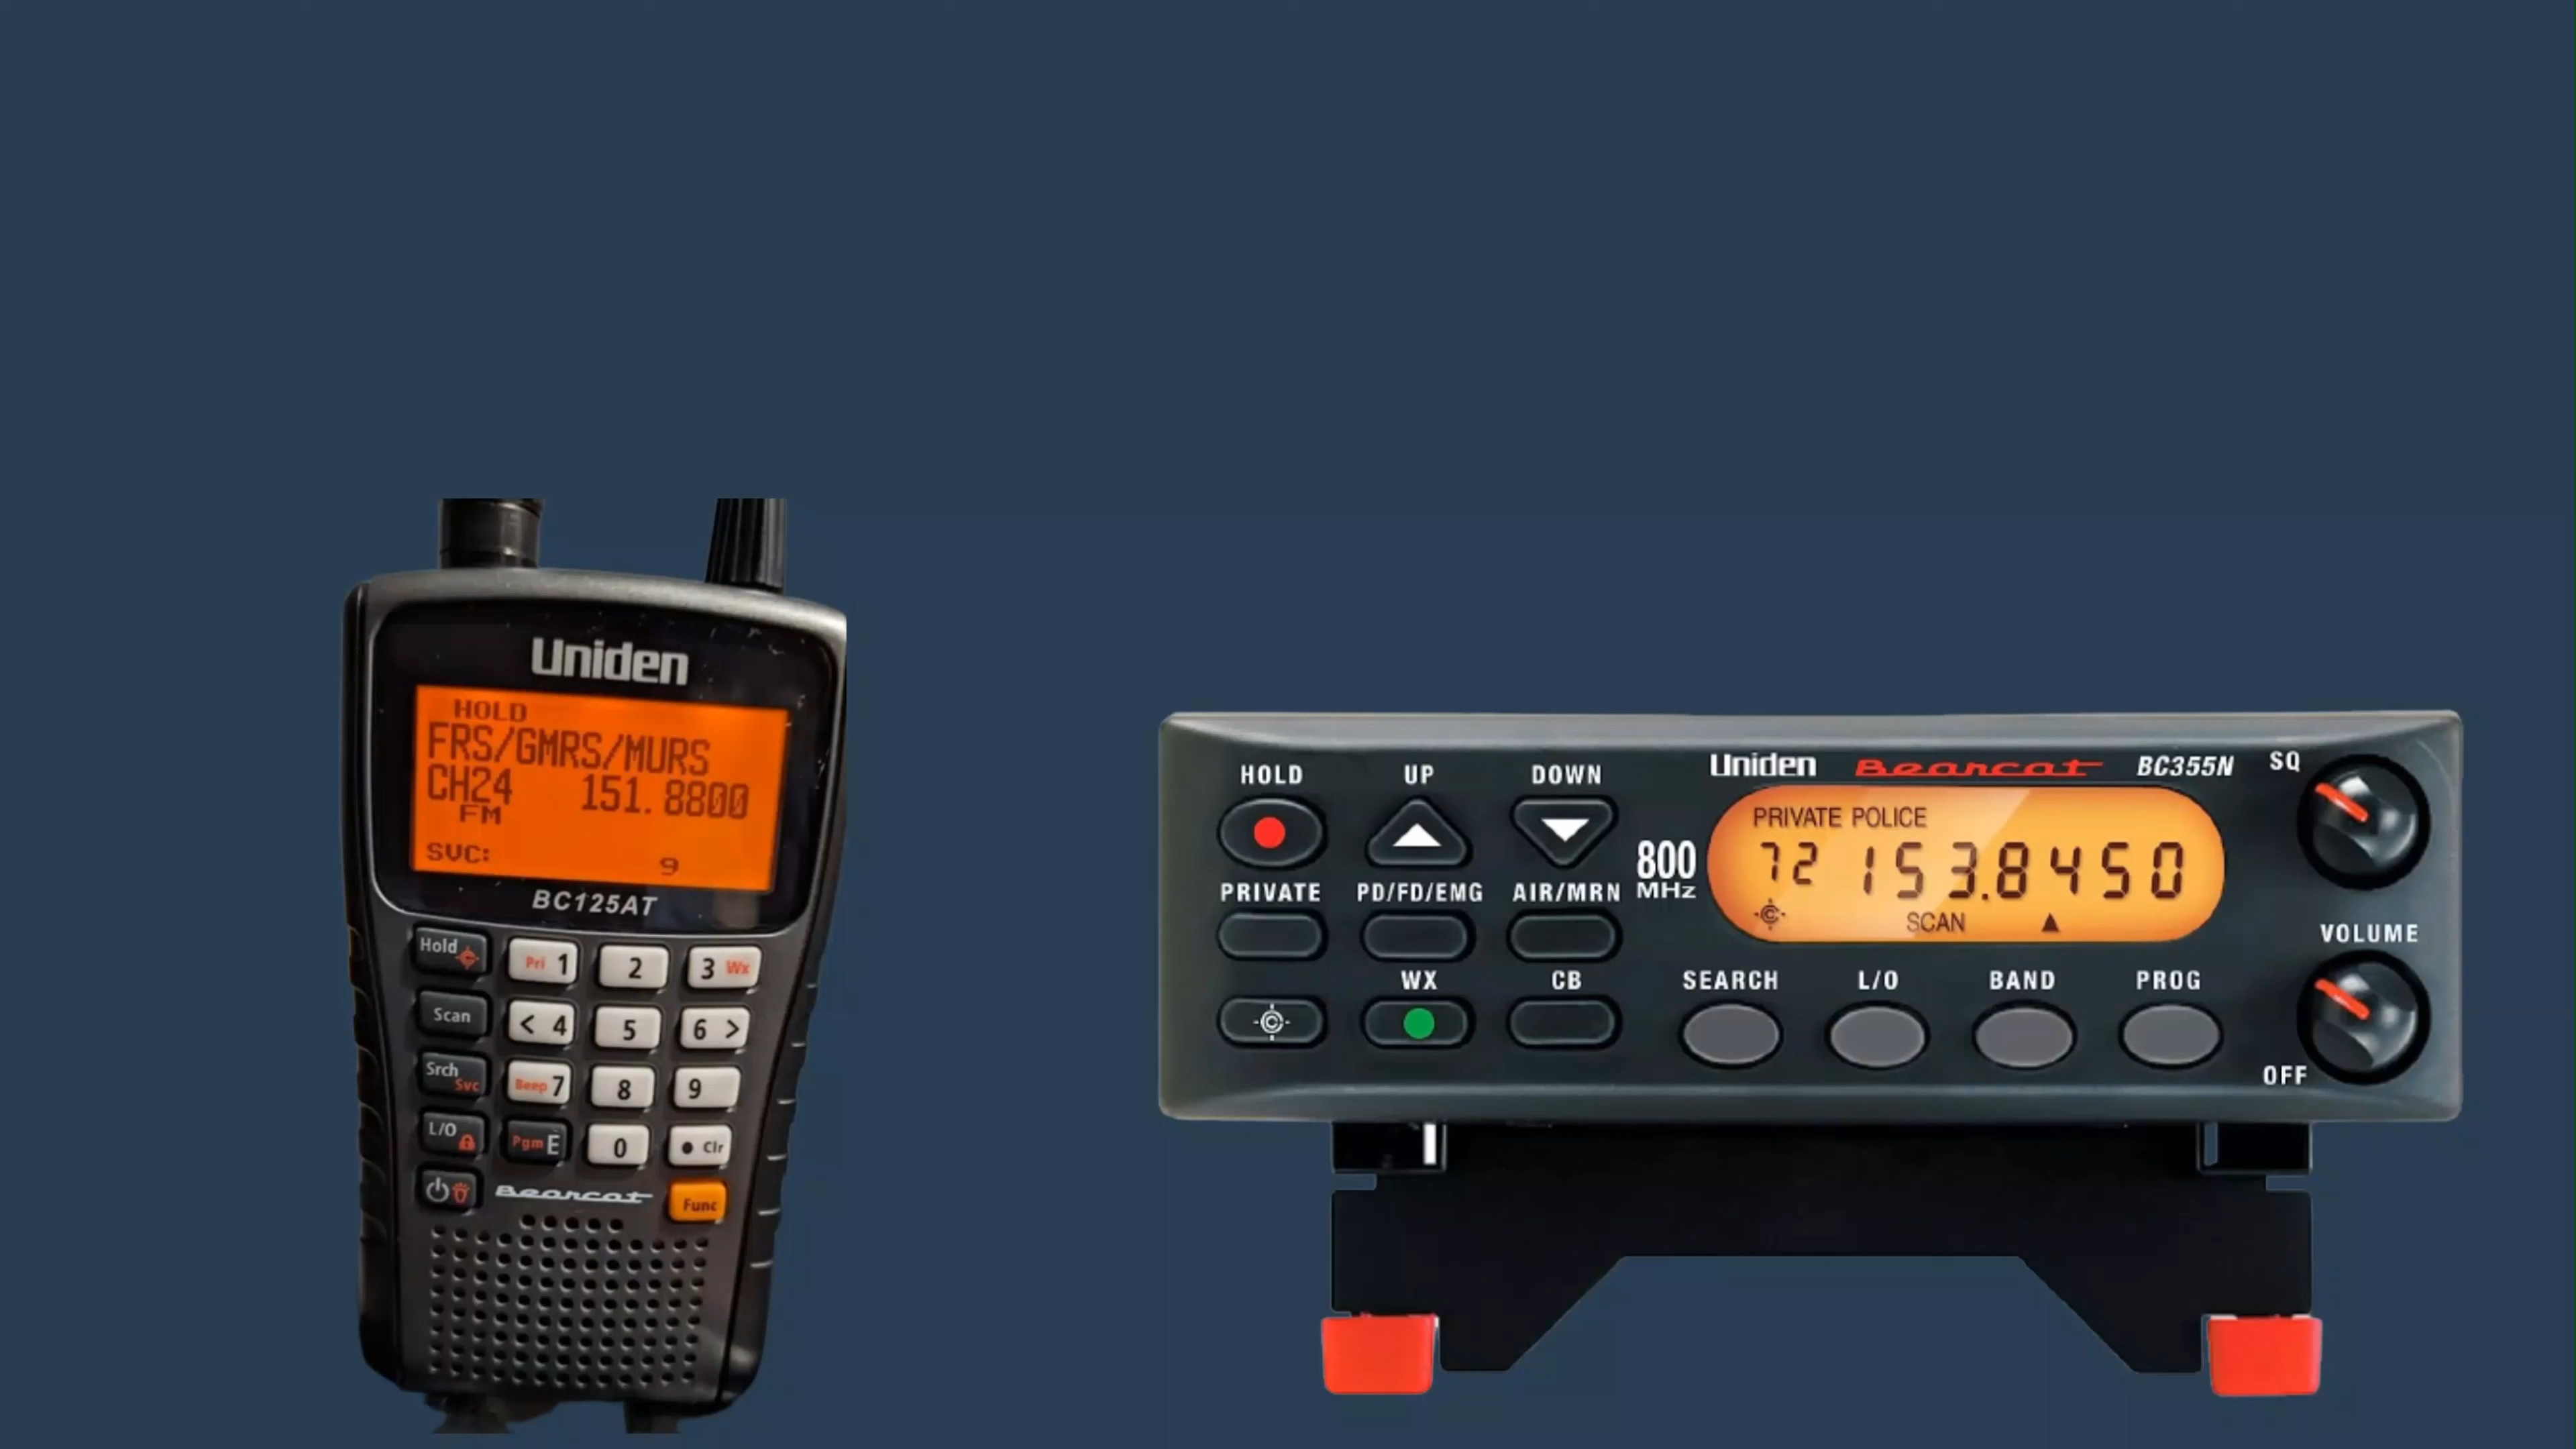 Uniden
HOLD
FRS/GMRS/MURS
CH24 151.8800
FM
SVC: 9
BC125AT
Hold Pri 1 2 3 Wx
Scan < 4 5 6 >
Srch Svc Beep 7 8 9
L/O Pgm E 0 • Clr
Bearcat Func
HOLD UP DOWN
PRIVATE PD/FD/EMG AIR/MRN
WX CB
800
MHz
Uniden Bearcat BC355N
PRIVATE POLICE
72 153.8450
C SCAN ▲
SEARCH L/O BAND PROG
SQ
VOLUME
OFF